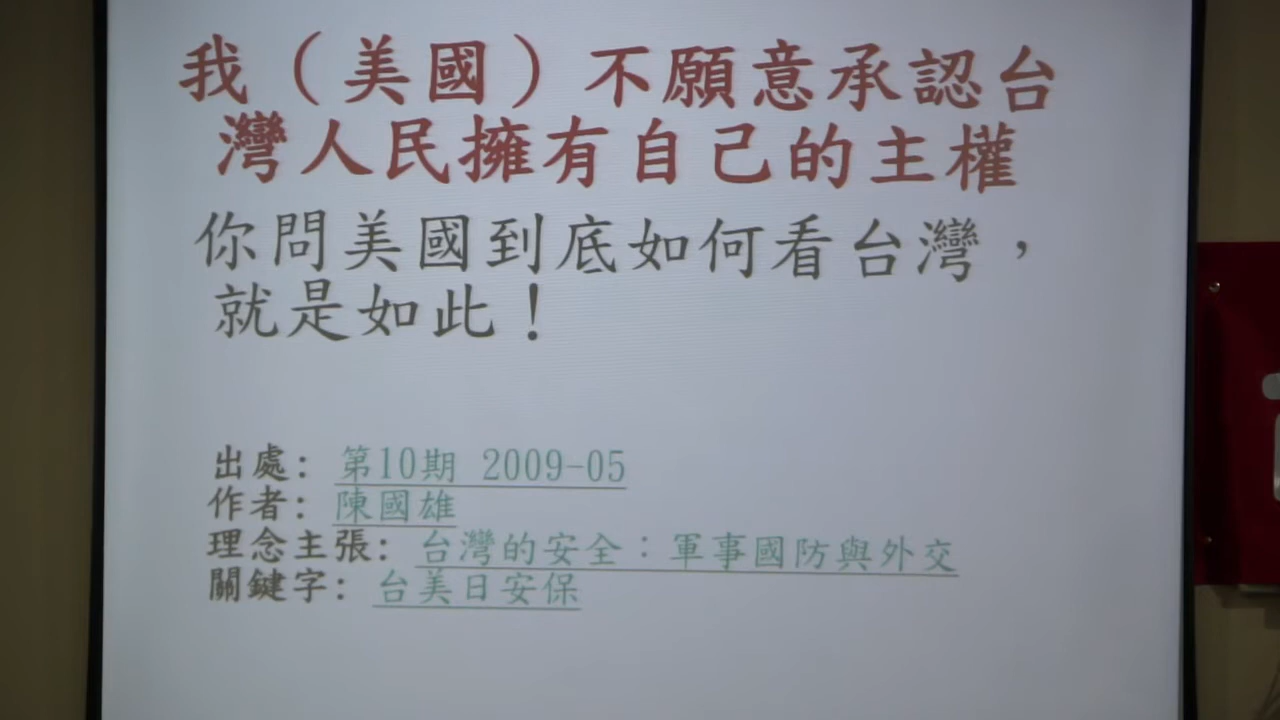 我（美國）不願意承認台
灣人民擁有自己的主權
你問美國到底如何看台灣，
就是如此！
出處: 第10期 2009-05
作者: 陳國雄
理念主張: 台灣的安全：軍事國防與外交
關鍵字: 台美日安保